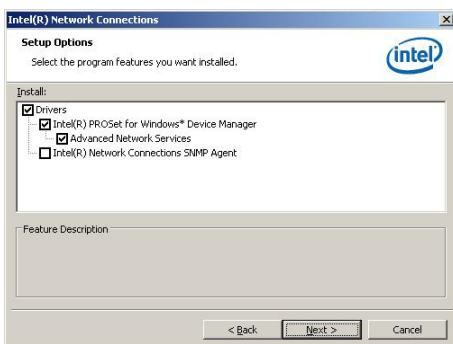 Intel(R) Network Connections
Setup Options
Select the program features you want installed.
intel
Install:
Drivers
Intel(R) PROSet for Windows* Device Manager
Advanced Network Services
Intel(R) Network Connections SNMP Agent
Feature Description
< Back
Next >
Cancel